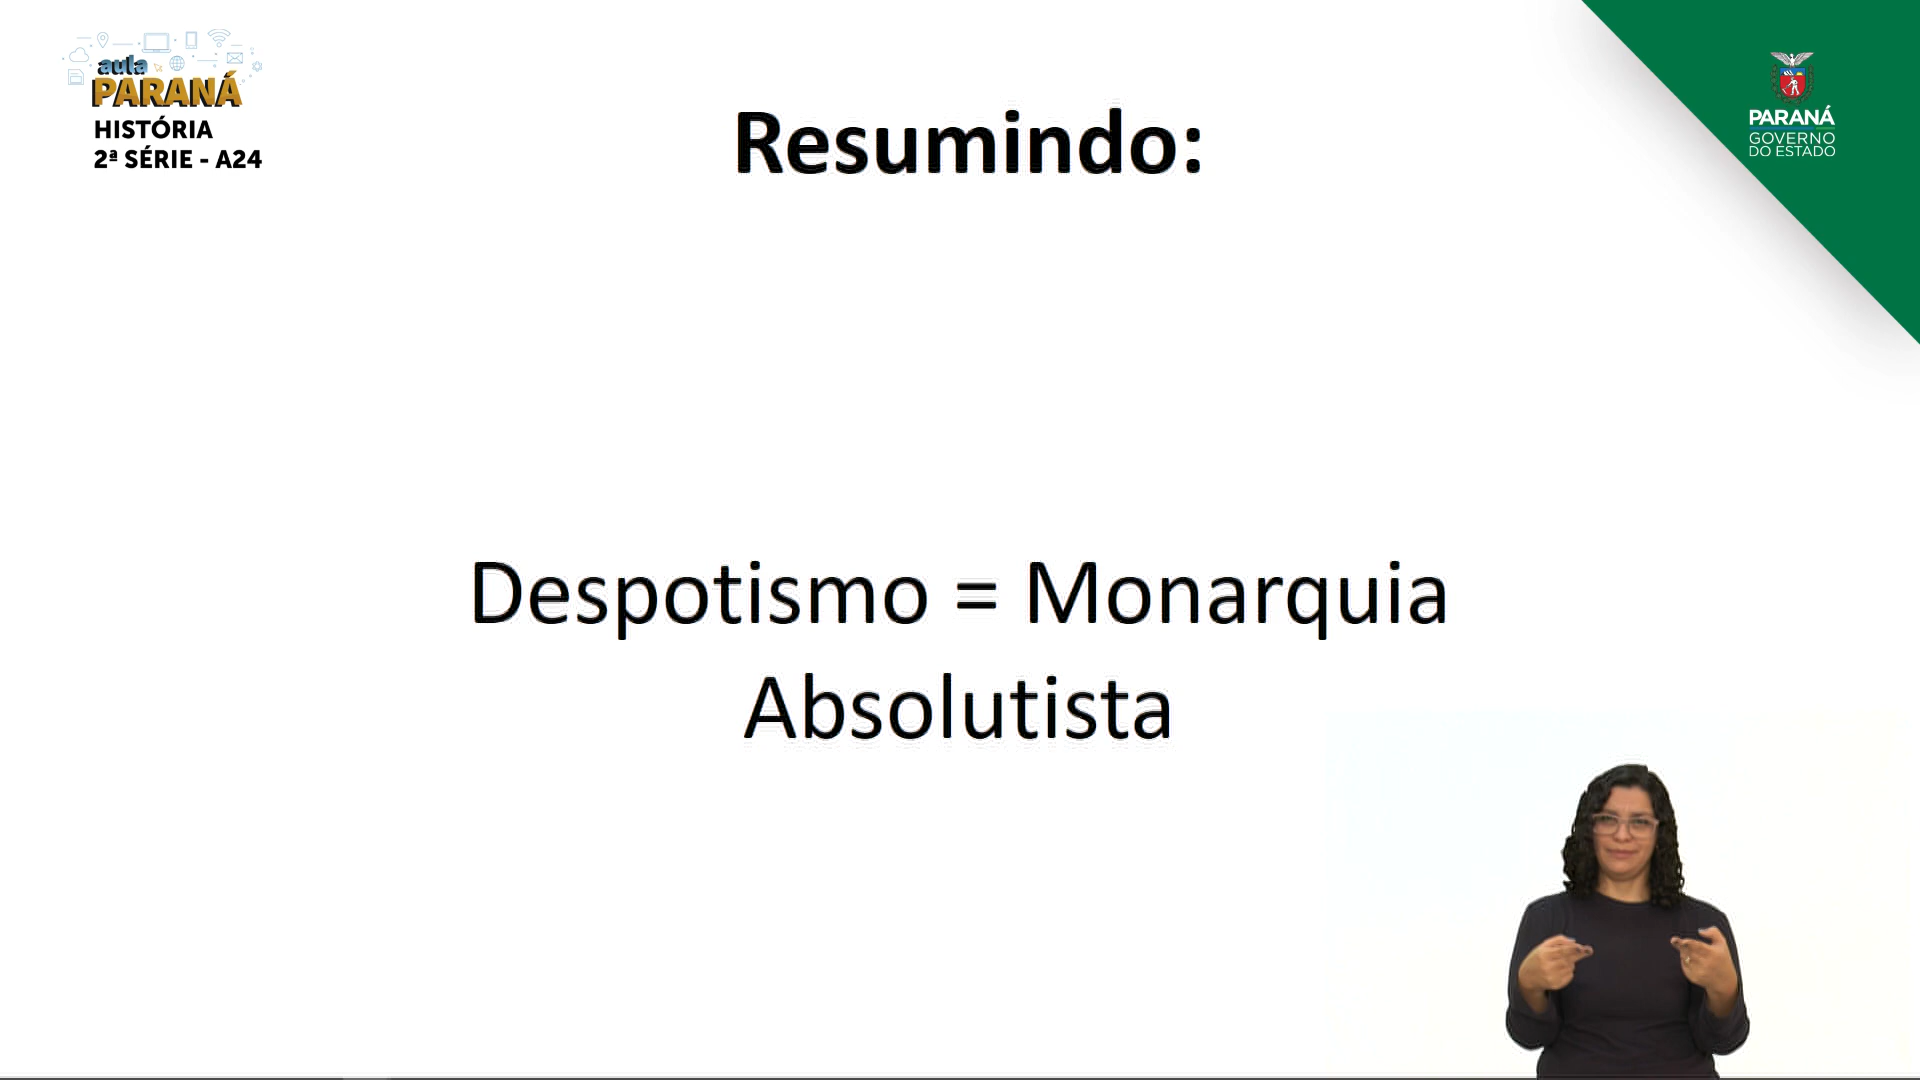 aula
PARANÁ
HISTÓRIA
2ª SÉRIE - A24
Resumindo:
PARANÁ
GOVERNO
DO ESTADO
Despotismo = Monarquia
Absolutista